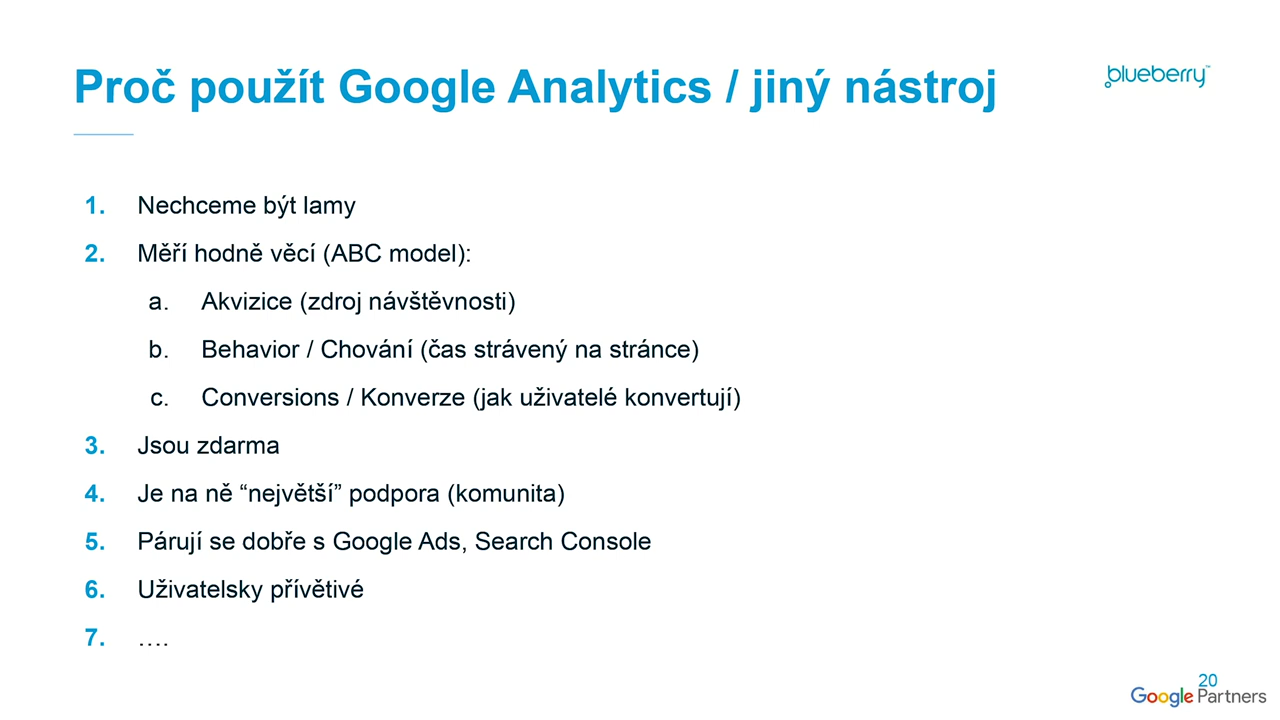 Proč použít Google Analytics / jiný nástroj
blueberry™
1. Nechceme být lamy
2. Měří hodně věcí (ABC model):
a. Akvizice (zdroj návštěvnosti)
b. Behavior / Chování (čas strávený na stránce)
c. Conversions / Konverze (jak uživatelé konvertují)
3. Jsou zdarma
4. Je na ně “největší” podpora (komunita)
5. Párují se dobře s Google Ads, Search Console
6. Uživatelsky přívětivé
7. ….
20
Google Partners